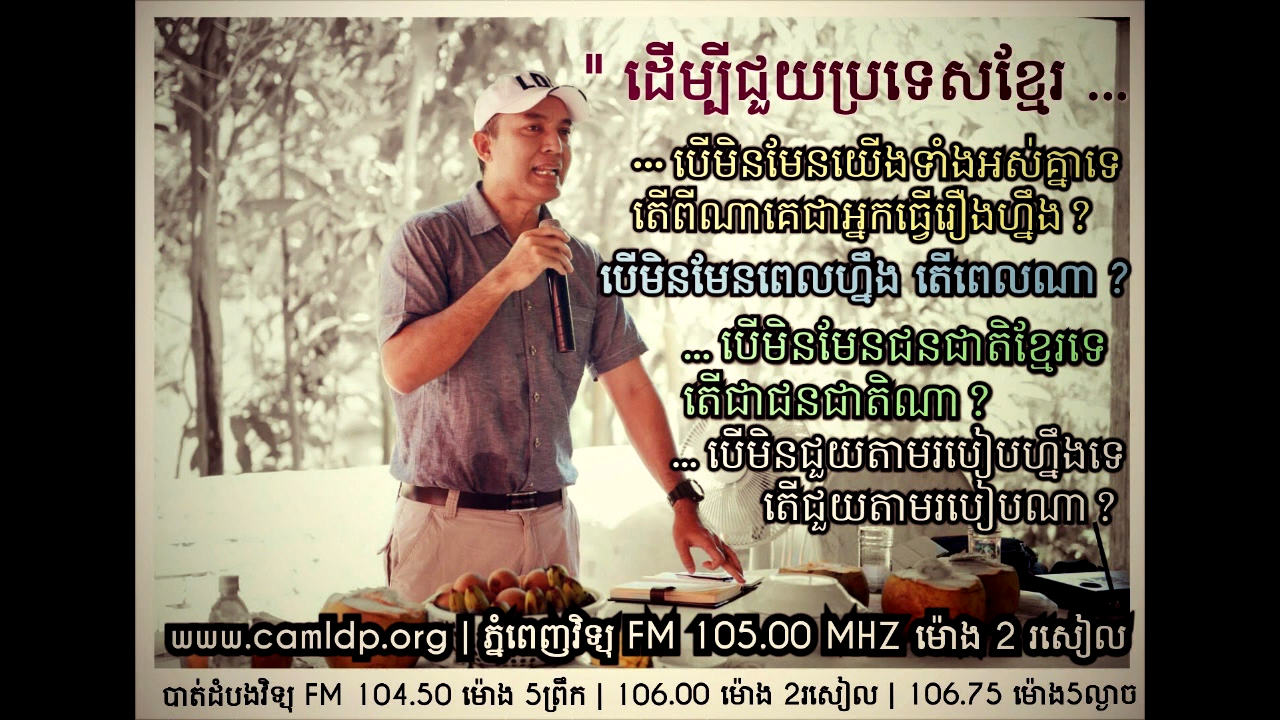 " ដើម្បីជួយប្រទេសខ្មែរ ...
... បើមិនមែនយើងទាំងអស់គ្នាទេ
តើពីណាគេជាអ្នកធ្វើរឿងហ្នឹង ?
បើមិនមែនពេលហ្នឹង តើពេលណា ?
... បើមិនមែនជនជាតិខ្មែរទេ
តើជាជនជាតិណា ?
... បើមិនជួយតាមរបៀបហ្នឹងទេ
តើជួយតាមរបៀបណា ?
www.camldp.org | ភ្នំពេញវិទ្យុ FM 105.00 MHZ ម៉ោង 2 រសៀល
បាត់ដំបងវិទ្យុ FM 104.50 ម៉ោង 5ព្រឹក | 106.00 ម៉ោង 2រសៀល | 106.75 ម៉ោង5ល្ងាច